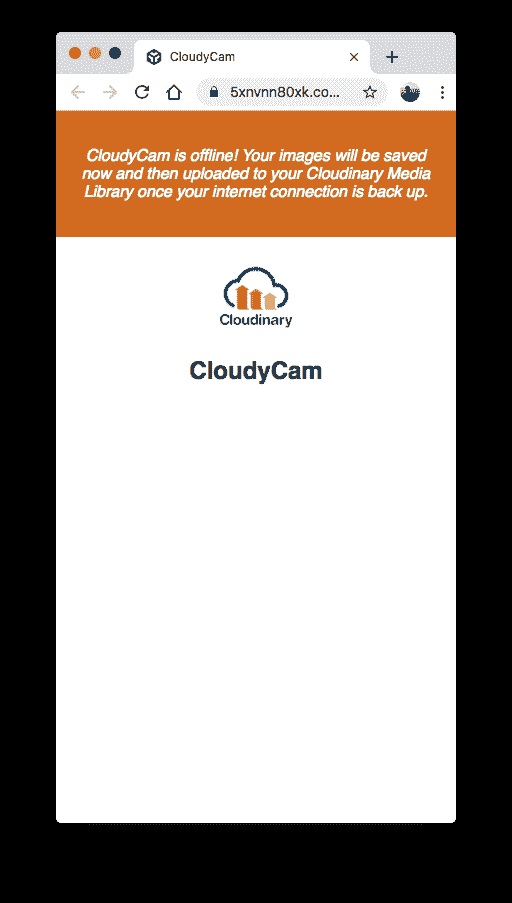 CloudyCam
5xnvnn80xk.co...
CloudyCam is offline! Your images will be saved
now and then uploaded to your Cloudinary Media
Library once your internet connection is back up.
Cloudinary
CloudyCam